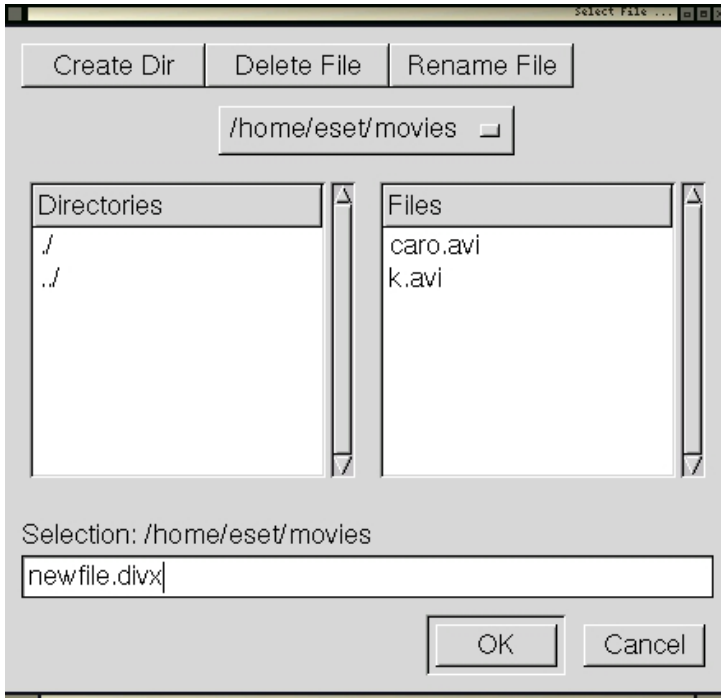 Select File ...
Create Dir Delete File Rename File
/home/eset/movies
Directories Files
./ caro.avi
../ k.avi
Selection: /home/eset/movies
newfile.divx
OK Cancel